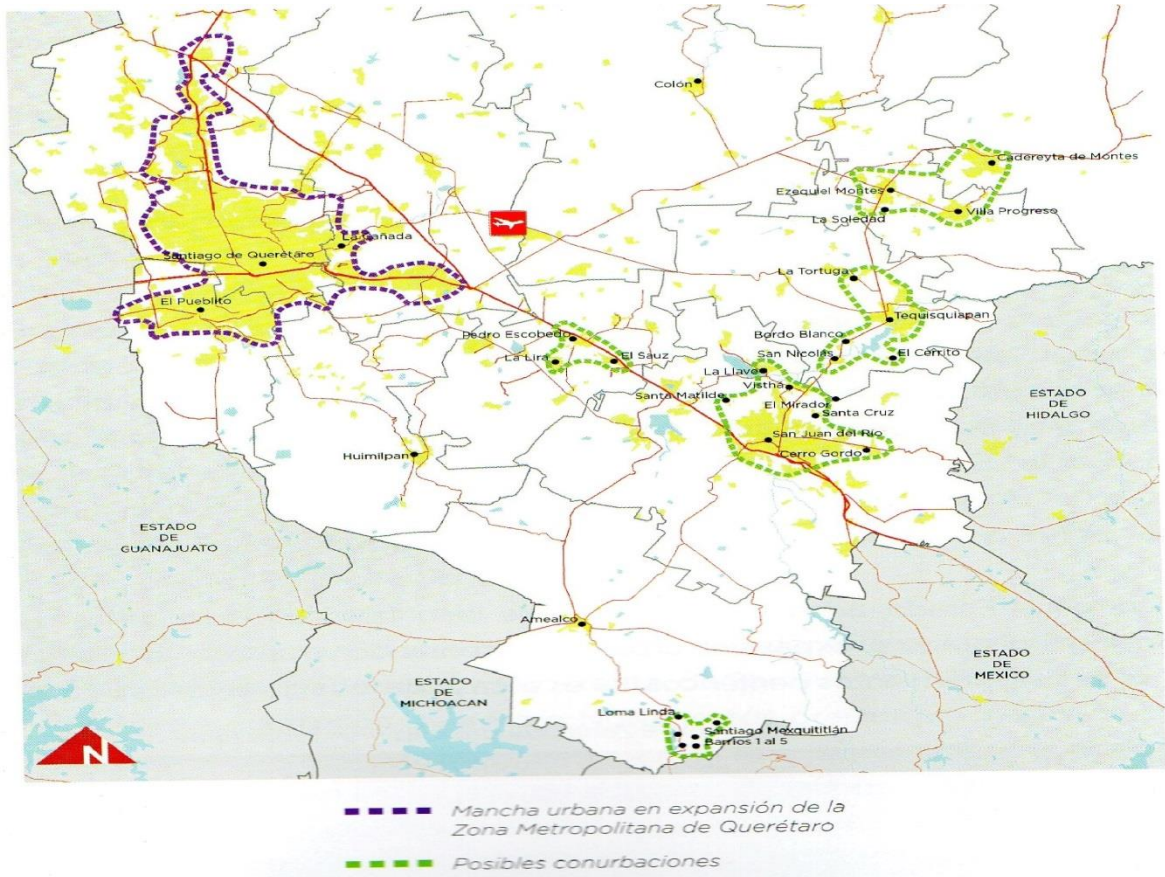 Colón
Cadereyta de Montes
Ezequiel Montes
La Soledad
Villa Progreso
La Cañada
Santiago de Querétaro
La Tortuga
El Pueblito
Tequisquiapan
Pedro Escobedo
Bordo Blanco
La Lira
El Sauz
San Nicolás
El Cerrito
La Llave
Vistha
Santa Matilde
El Mirador
Santa Cruz
ESTADO
DE
HIDALGO
San Juan del Río
Cerro Gordo
Huimilpan
ESTADO
DE
GUANAJUATO
Amealco
ESTADO
DE
MICHOACAN
ESTADO
DE
MEXICO
Loma Linda
Santiago Mexquititlán
Barrios 1 al 5
N
Mancha urbana en expansión de la
Zona Metropolitana de Querétaro
Posibles conurbaciones